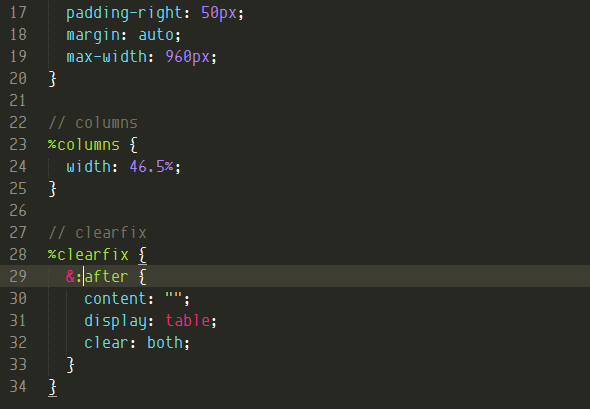 17 padding-right: 50px;
18 margin: auto;
19 max-width: 960px;
20 }
21
22 // columns
23 %columns {
24 width: 46.5%;
25 }
26
27 // clearfix
28 %clearfix {
29 &:after {
30 content: "";
31 display: table;
32 clear: both;
33 }
34 }